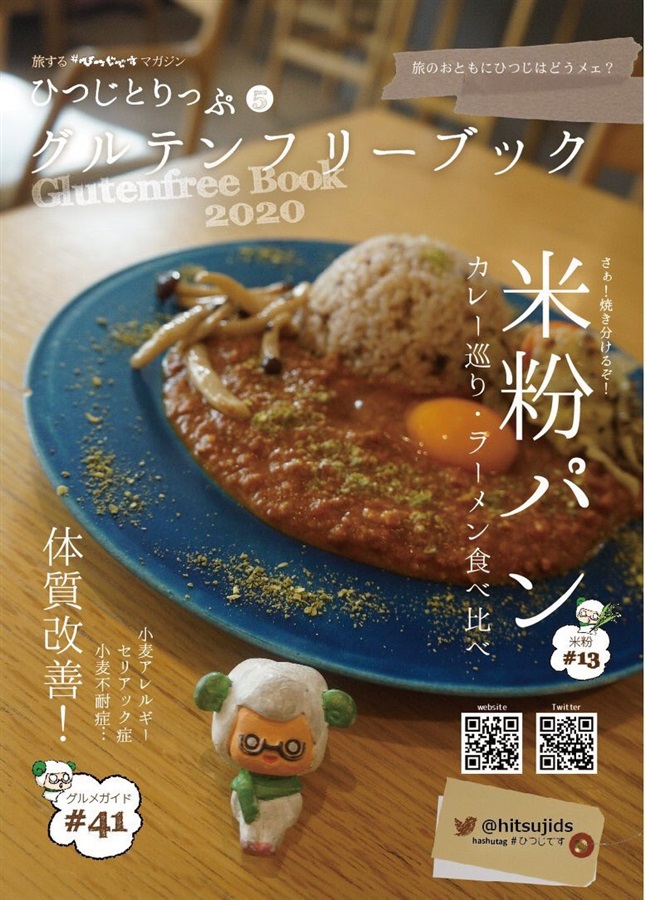 旅する#ひつじですマガジン
ひつじとりっぷ5
グルテンフリーブック
Glutenfree Book
2020
旅のおともにひつじはどうメェ？
さぁ！焼き分けるぞ！
米粉パン
カレー巡り・ラーメン食べ比べ
米粉
#13
体質改善！
小麦アレルギー
セリアック症
小麦不耐症…
グルメガイド
#41
website
Twitter
@hitsujids
hashutag #ひつじです